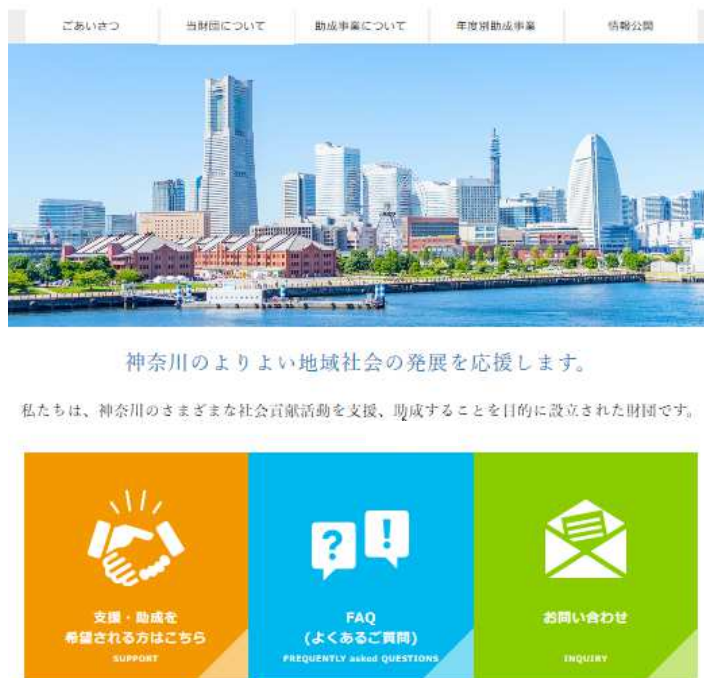 ごあいさつ
当財団について
助成事業について
年度別助成事業
情報公開
神奈川のよりよい地域社会の発展を応援します。
私たちは、神奈川のさまざまな社会貢献活動を支援、助成することを目的に設立された財団です。
支援・助成を
希望される方はこちら
SUPPORT
FAQ
(よくあるご質問)
FREQUENTLY asked QUESTIONS
お問い合わせ
INQUIRY